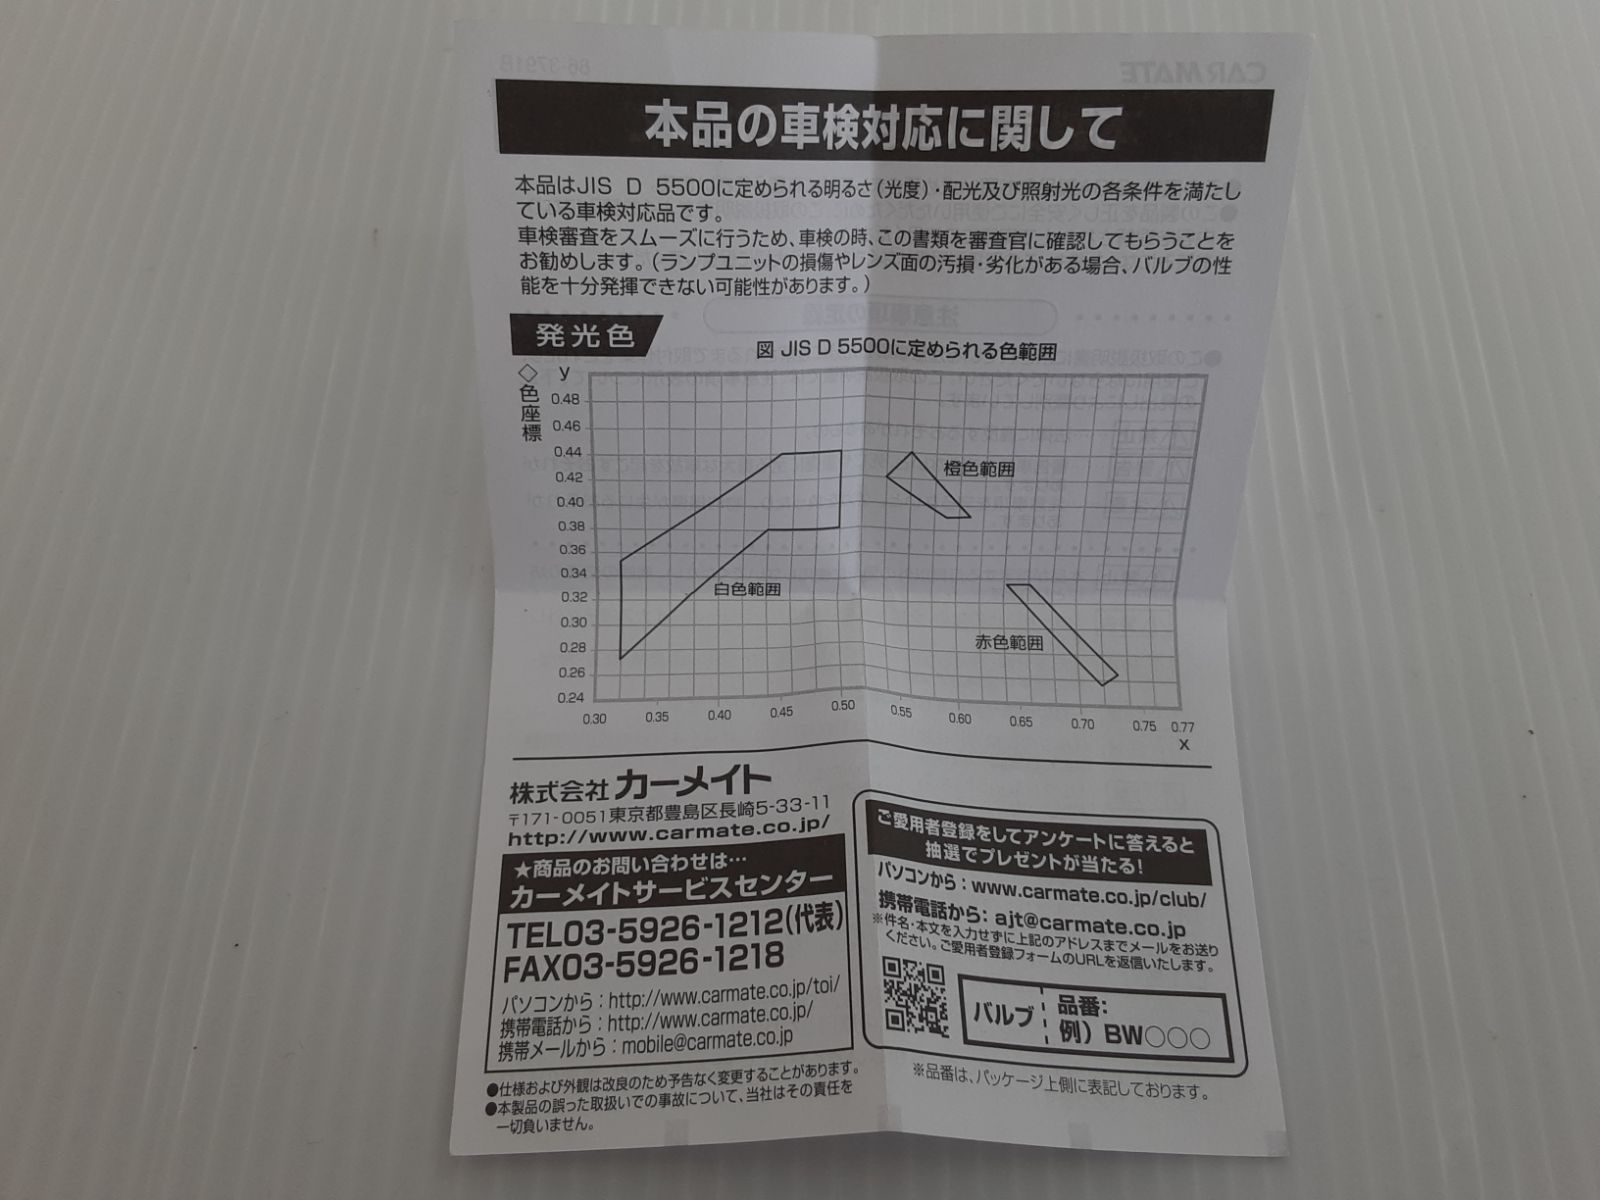 本品の車検対応に関して
本品はJIS D 5500に定められる明るさ(光度)・配光及び照射光の各条件を満たし
ている車検対応品です。
車検審査をスムーズに行うため、車検の時、この書類を審査官に確認してもらうことを
お勧めします。(ランプユニットの損傷やレンズ面の汚損・劣化がある場合、バルブの性
能を十分発揮できない可能性があります。)
発光色
図 JIS D 5500に定められる色範囲
◇色座標
y
0.48
0.46
0.44
0.42
0.40
0.38
0.36
0.34
0.32
0.30
0.28
0.26
0.24
橙色範囲
白色範囲
赤色範囲
0.30 0.35 0.40 0.45 0.50 0.55 0.60 0.65 0.70 0.75 0.77
x
株式会社 カーメイト
〒171-0051東京都豊島区長崎5-33-11
http://www.carmate.co.jp/
★商品のお問い合わせは…
カーメイトサービスセンター
TEL03-5926-1212(代表)
FAX03-5926-1218
パソコンから:http://www.carmate.co.jp/toi/
携帯電話から:http://www.carmate.co.jp/
携帯メールから:mobile@carmate.co.jp
●仕様および外観は改良のため予告なく変更することがあります。
●本製品の誤った取扱いでの事故について、当社はその責任を
一切負いません。
ご愛用者登録をしてアンケートに答えると
抽選でプレゼントが当たる!
パソコンから:www.carmate.co.jp/club/
携帯電話から:ajt@carmate.co.jp
※件名・本文を入力せずに上記のアドレスまでメールをお送り
ください。ご愛用者登録フォームのURLを返信いたします。
バルブ
品番:
例)BW○○○
※品番は、パッケージ上側に表記しております。